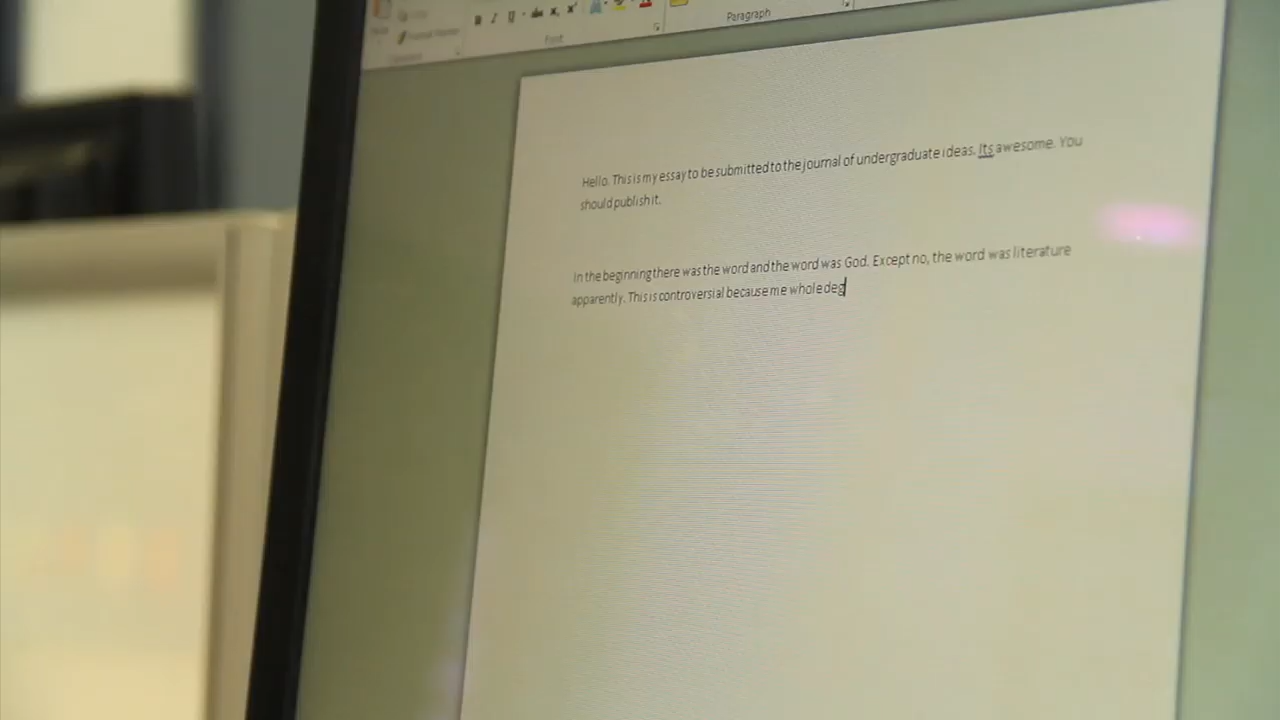 Paragraph
Font
Hello. This is my essay to be submitted to the journal of undergraduate ideas. Its awesome. You
should publish it.
In the beginning there was the word and the word was God. Except no, the word was literature
apparently. This is controversial because me whole deg